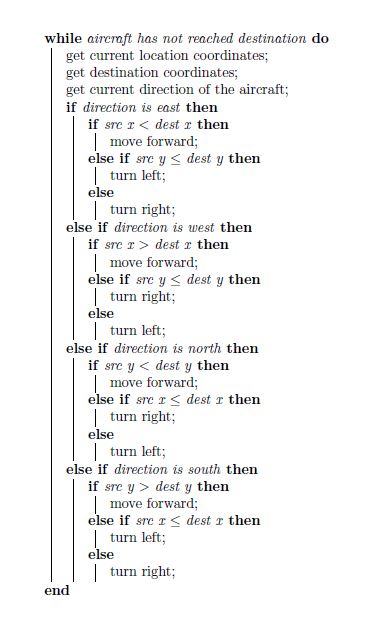 while aircraft has not reached destination do
get current location coordinates;
get destination coordinates;
get current direction of the aircraft;
if direction is east then
if src x < dest x then
move forward;
else if src y ≤ dest y then
turn left;
else
turn right;
else if direction is west then
if src x > dest x then
move forward;
else if src y ≤ dest y then
turn right;
else
turn left;
else if direction is north then
if src y < dest y then
move forward;
else if src x ≤ dest x then
turn right;
else
turn left;
else if direction is south then
if src y > dest y then
move forward;
else if src x ≤ dest x then
turn left;
else
turn right;
end